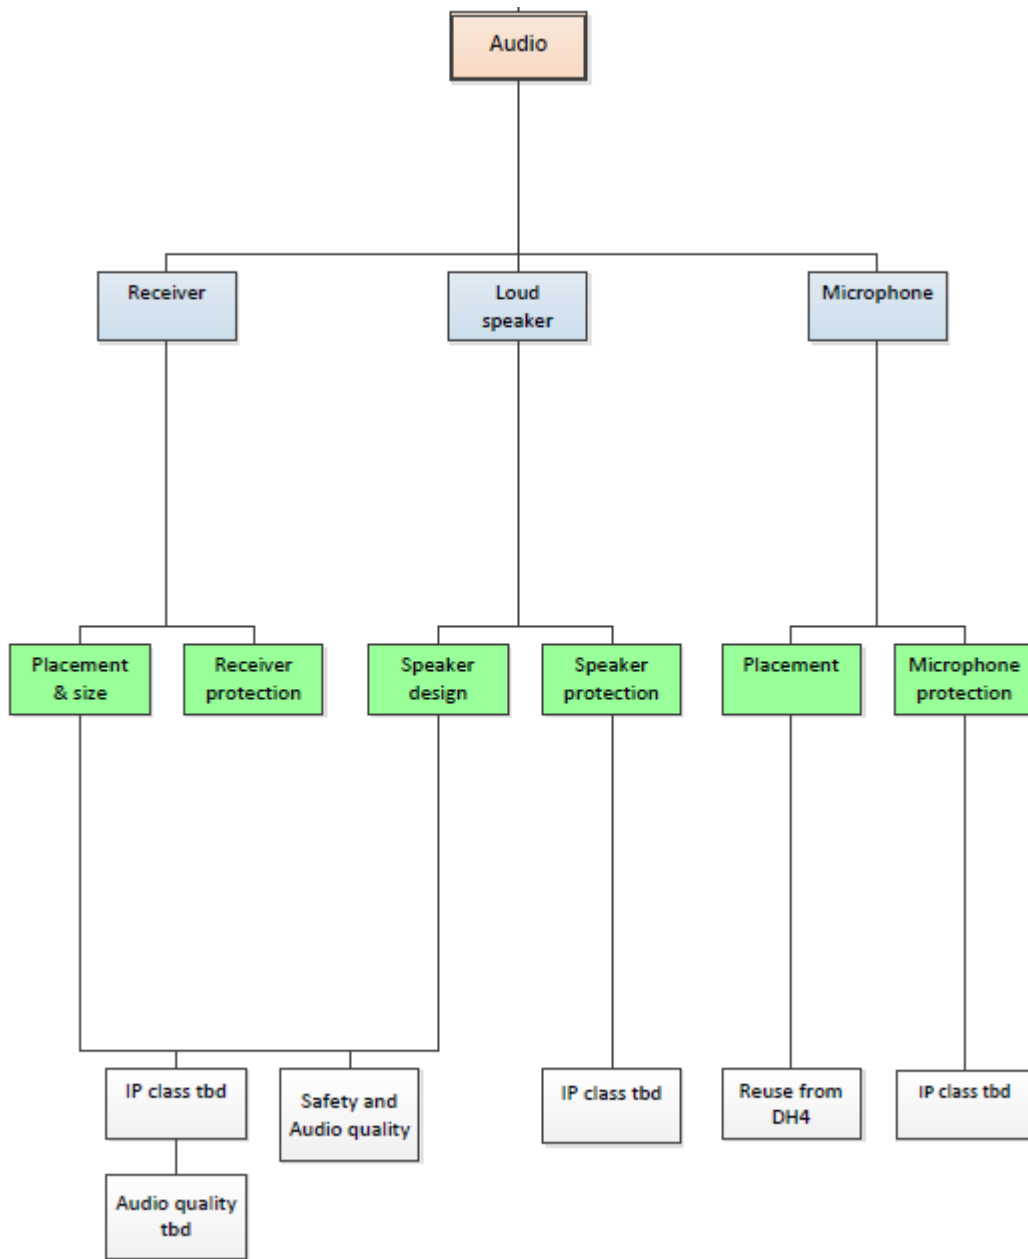 Audio
Receiver
Loud
speaker
Microphone
Placement
& size
Receiver
protection
Speaker
design
Speaker
protection
Placement
Microphone
protection
IP class tbd
Safety and
Audio quality
IP class tbd
Reuse from
DH4
IP class tbd
Audio quality
tbd